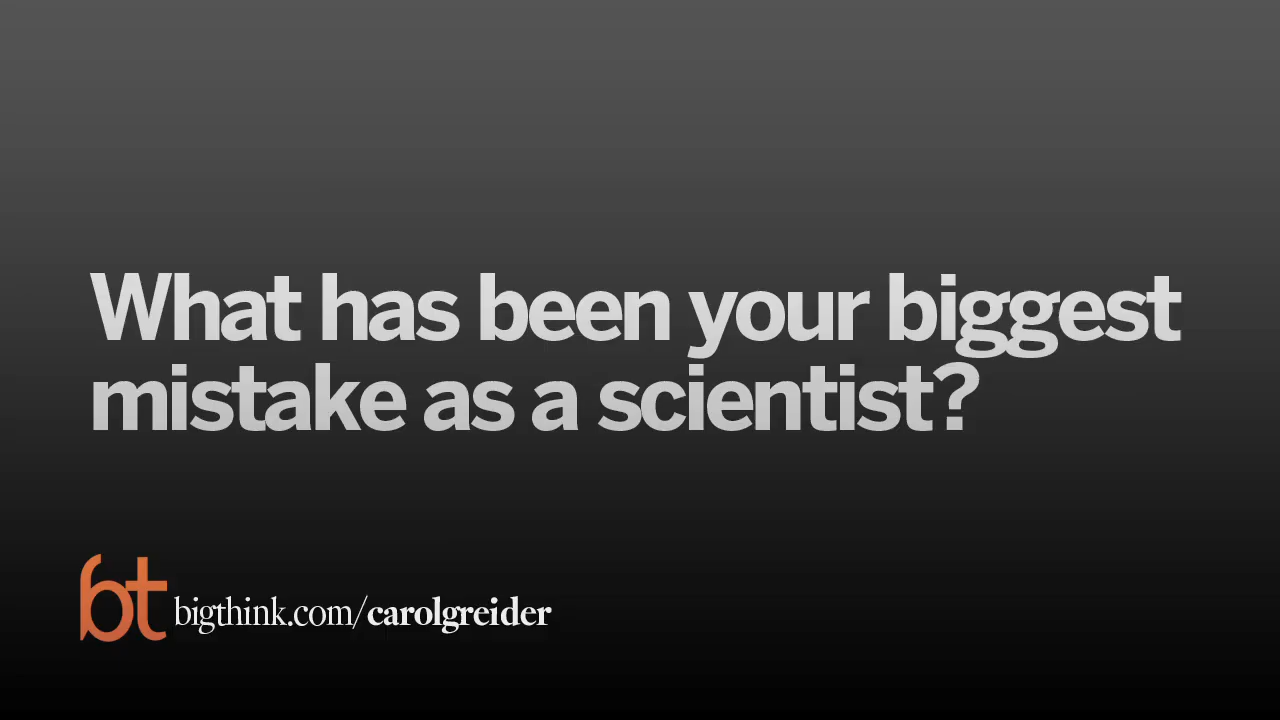 What has been your biggest
mistake as a scientist?
bt
bigthink.com/carolgreider